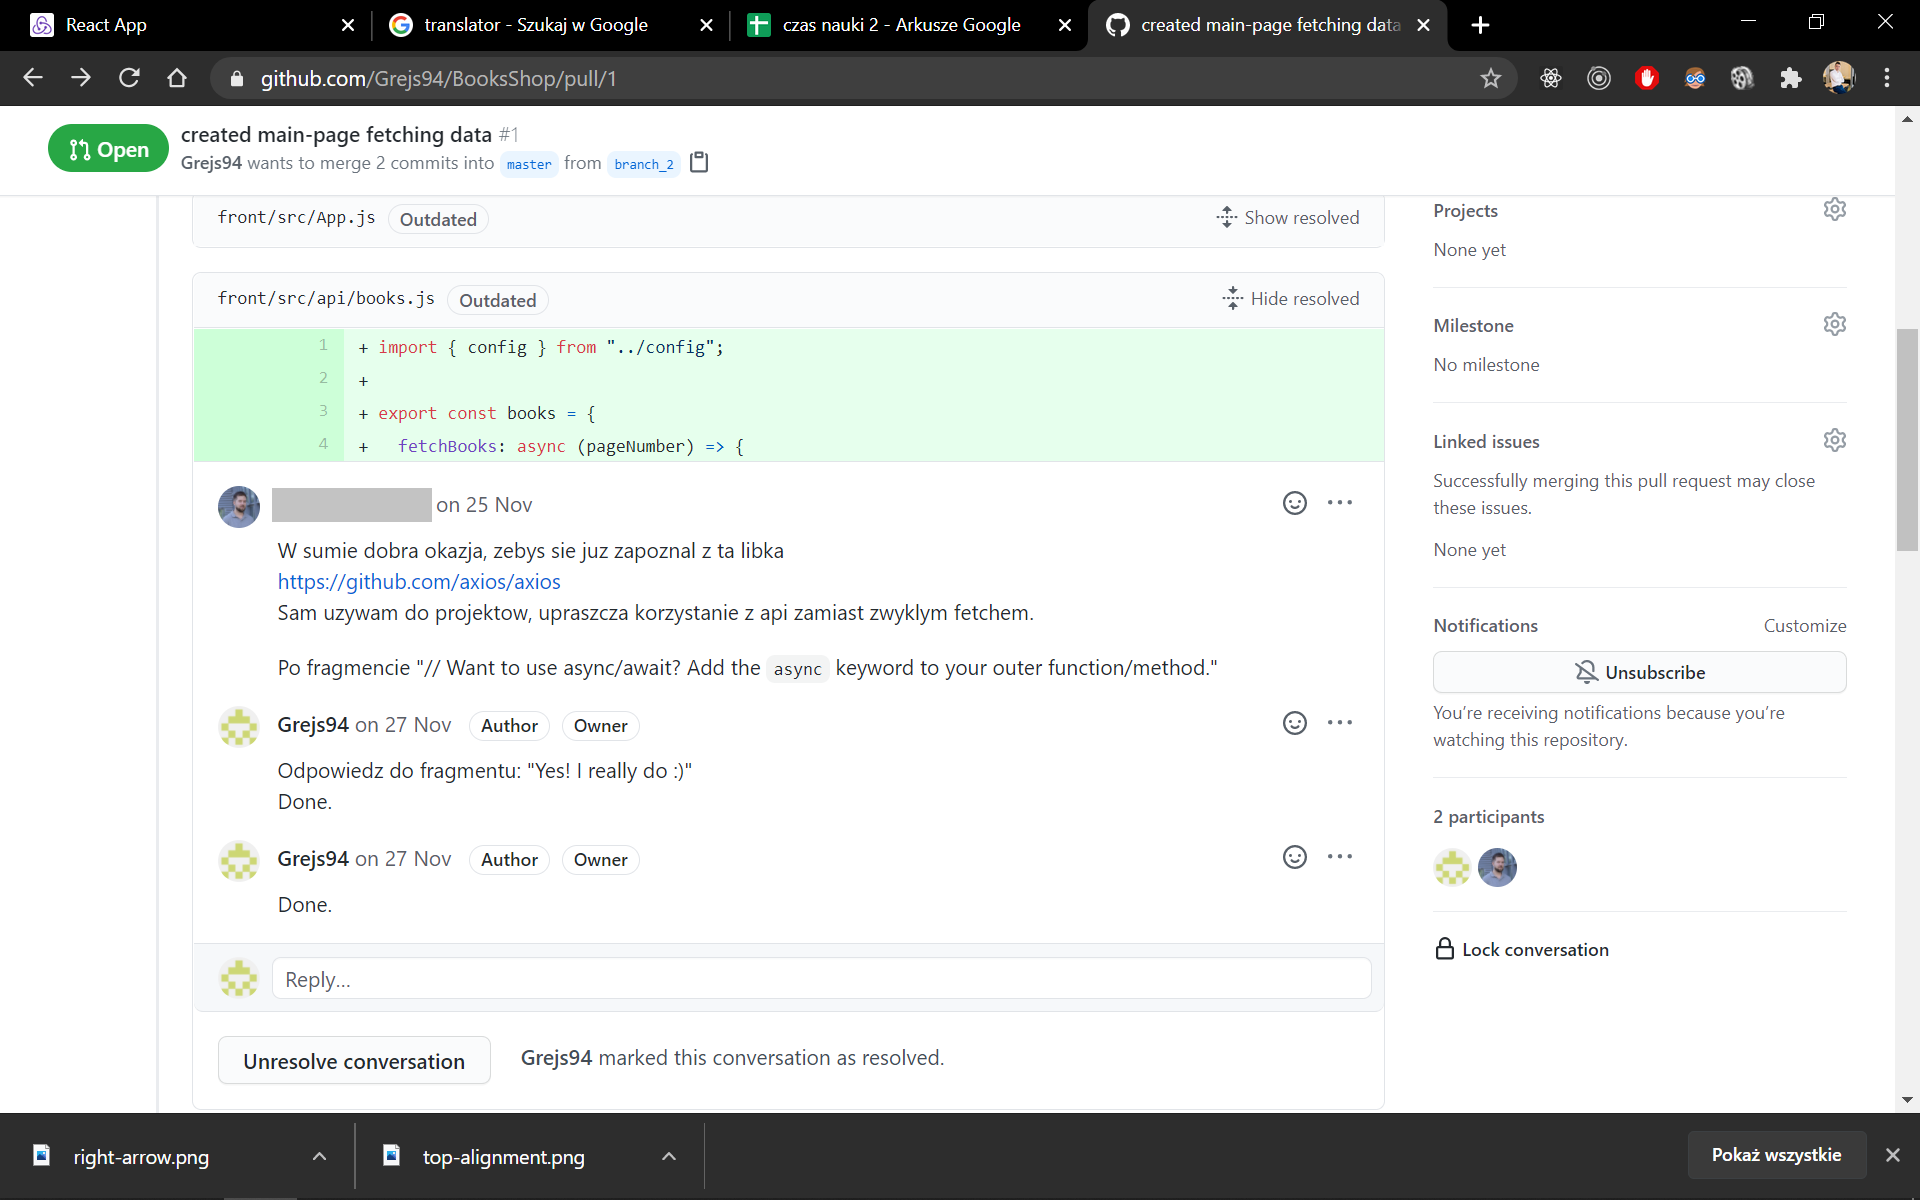 React App
translator - Szukaj w Google
czas nauki 2 - Arkusze Google
created main-page fetching data
github.com/Grejs94/BooksShop/pull/1
Open
created main-page fetching data #1
Grejs94 wants to merge 2 commits into master from branch_2
front/src/App.js Outdated
Show resolved
front/src/api/books.js Outdated
Hide resolved
1 + import { config } from "../config";
2 +
3 + export const books = {
4 + fetchBooks: async (pageNumber) => {
on 25 Nov
W sumie dobra okazja, zebys sie juz zapoznal z ta libka
https://github.com/axios/axios
Sam uzywam do projektow, upraszcza korzystanie z api zamiast zwyklym fetchem.
Po fragmencie "// Want to use async/await? Add the async keyword to your outer function/method."
Grejs94 on 27 Nov Author Owner
Odpowiedz do fragmentu: "Yes! I really do :)"
Done.
Grejs94 on 27 Nov Author Owner
Done.
Reply...
Unresolve conversation
Grejs94 marked this conversation as resolved.
Projects
None yet
Milestone
No milestone
Linked issues
Successfully merging this pull request may close
these issues.
None yet
Notifications
Customize
Unsubscribe
You're receiving notifications because you're
watching this repository.
2 participants
Lock conversation
right-arrow.png
top-alignment.png
Pokaż wszystkie